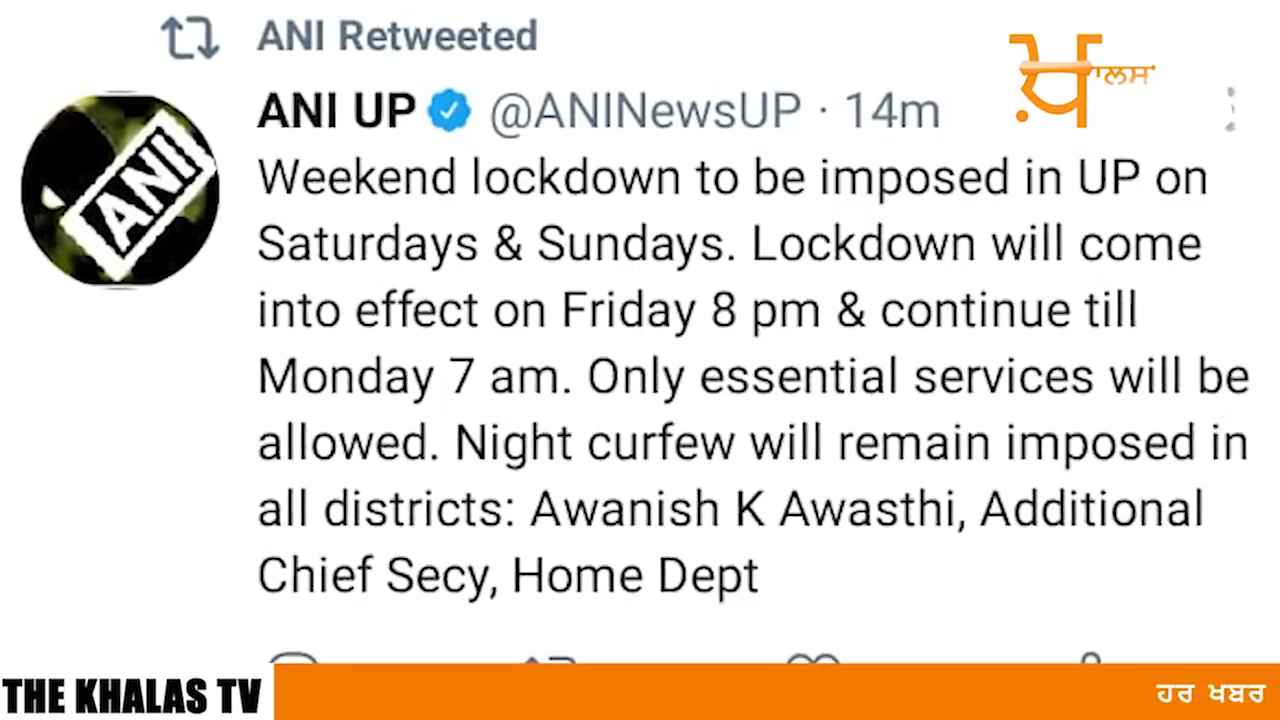 ANI Retweeted
ANI UP @ANINewsUP · 14m
ਖ਼ਾਲਸ
ANI
Weekend lockdown to be imposed in UP on
Saturdays & Sundays. Lockdown will come
into effect on Friday 8 pm & continue till
Monday 7 am. Only essential services will be
allowed. Night curfew will remain imposed in
all districts: Awanish K Awasthi, Additional
Chief Secy, Home Dept
THE KHALAS TV
ਹਰ ਖਬਰ